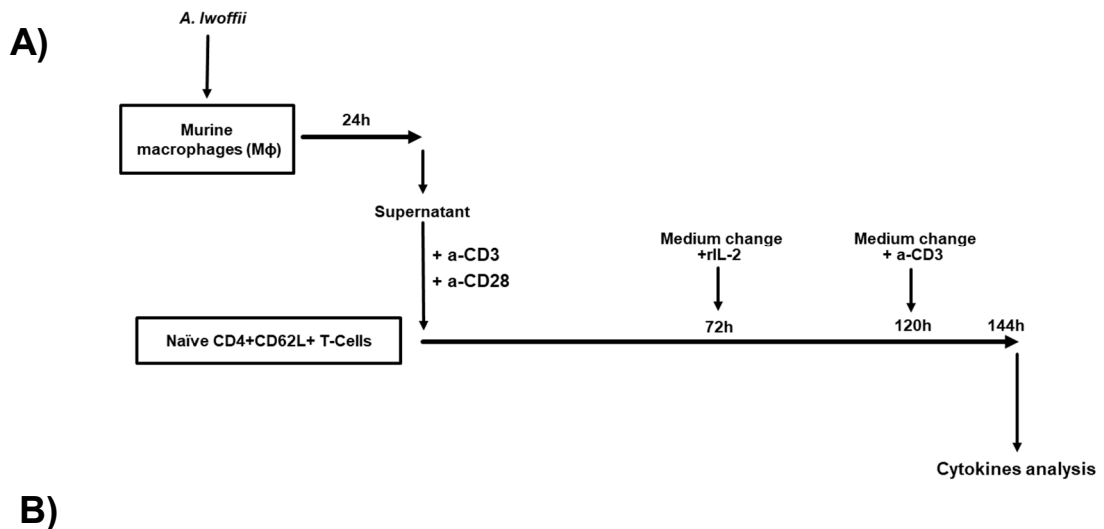 A. lwoffii
A)
Murine
macrophages (Mϕ)
24h
Supernatant
+ a-CD3
+ a-CD28
Medium change
+rIL-2
Medium change
+ a-CD3
Naïve CD4+CD62L+ T-Cells
72h
120h
144h
Cytokines analysis
B)